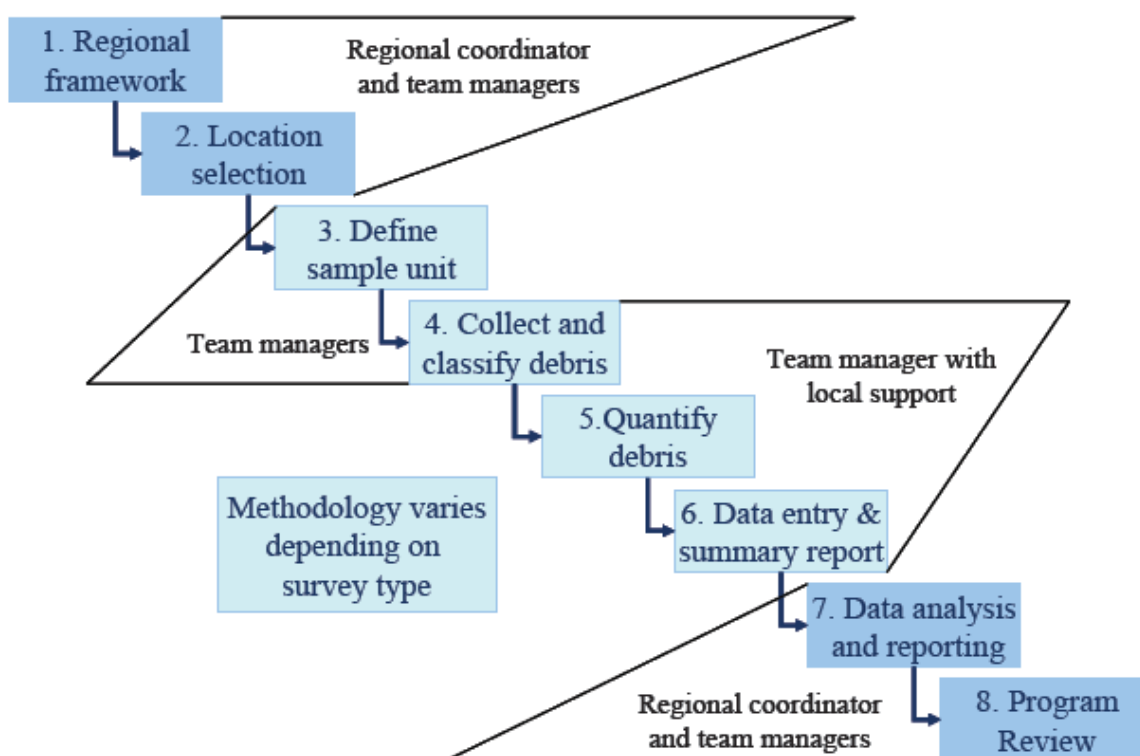 1. Regional
framework
Regional coordinator
and team managers
2. Location
selection
3. Define
sample unit
Team managers
4. Collect and
classify debris
Team manager with
local support
5.Quantify
debris
Methodology varies
depending on
survey type
6. Data entry &
summary report
7. Data analysis
and reporting
Regional coordinator
and team managers
8. Program
Review